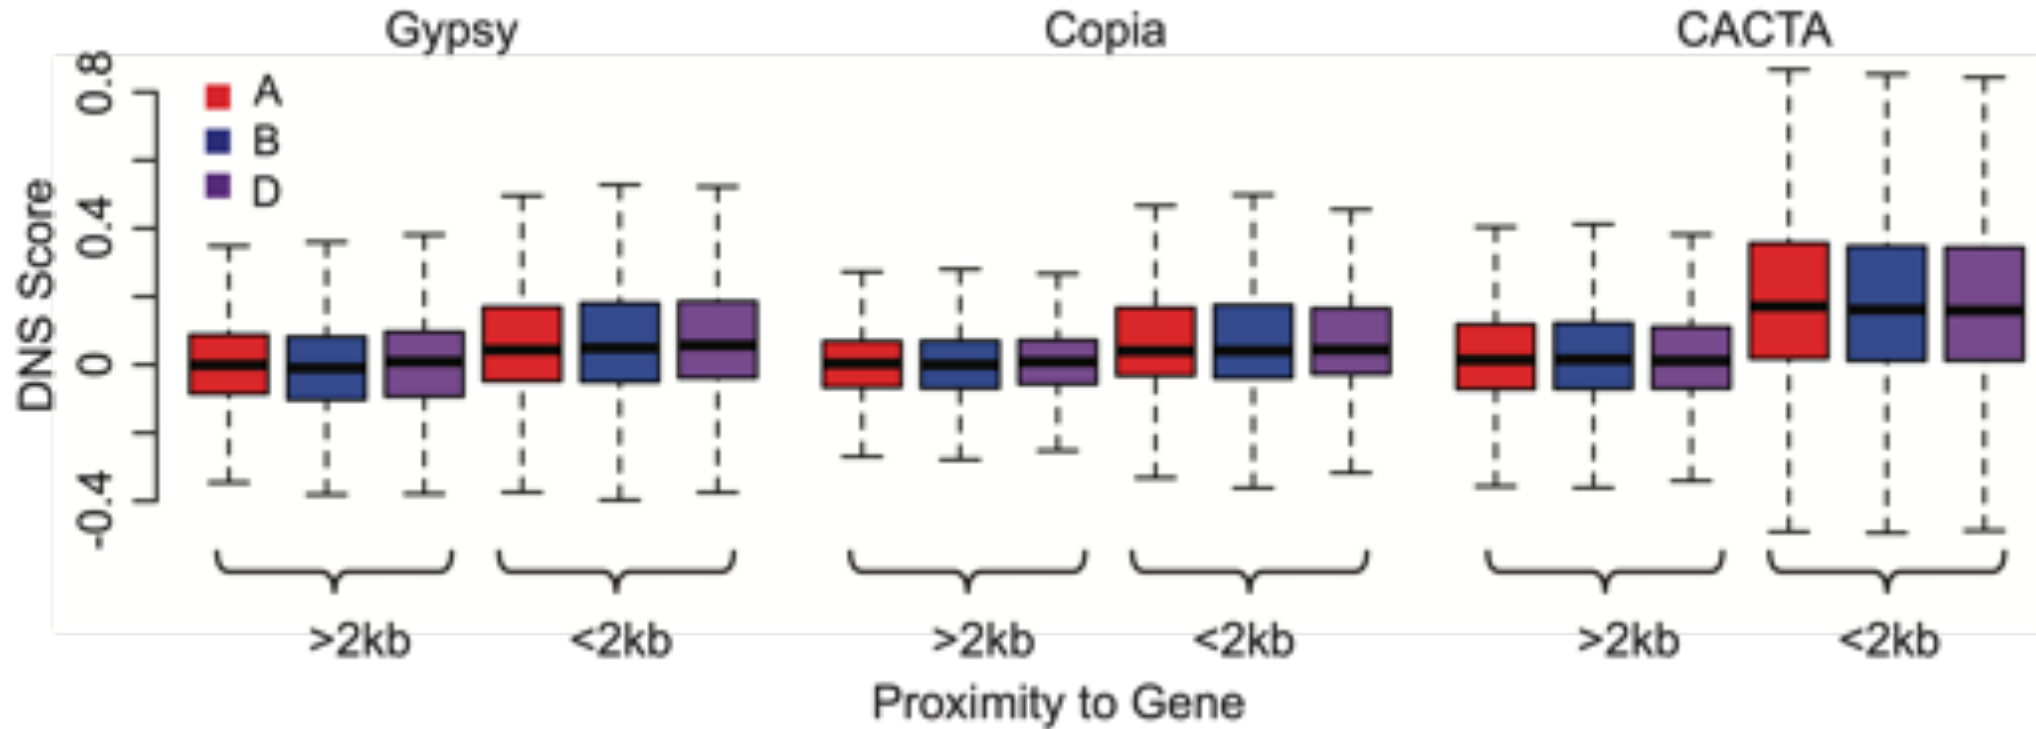 Gypsy Copia CACTA
DNS Score
0.8
0.4
0
-0.4
A
B
D
>2kb <2kb >2kb <2kb >2kb <2kb
Proximity to Gene